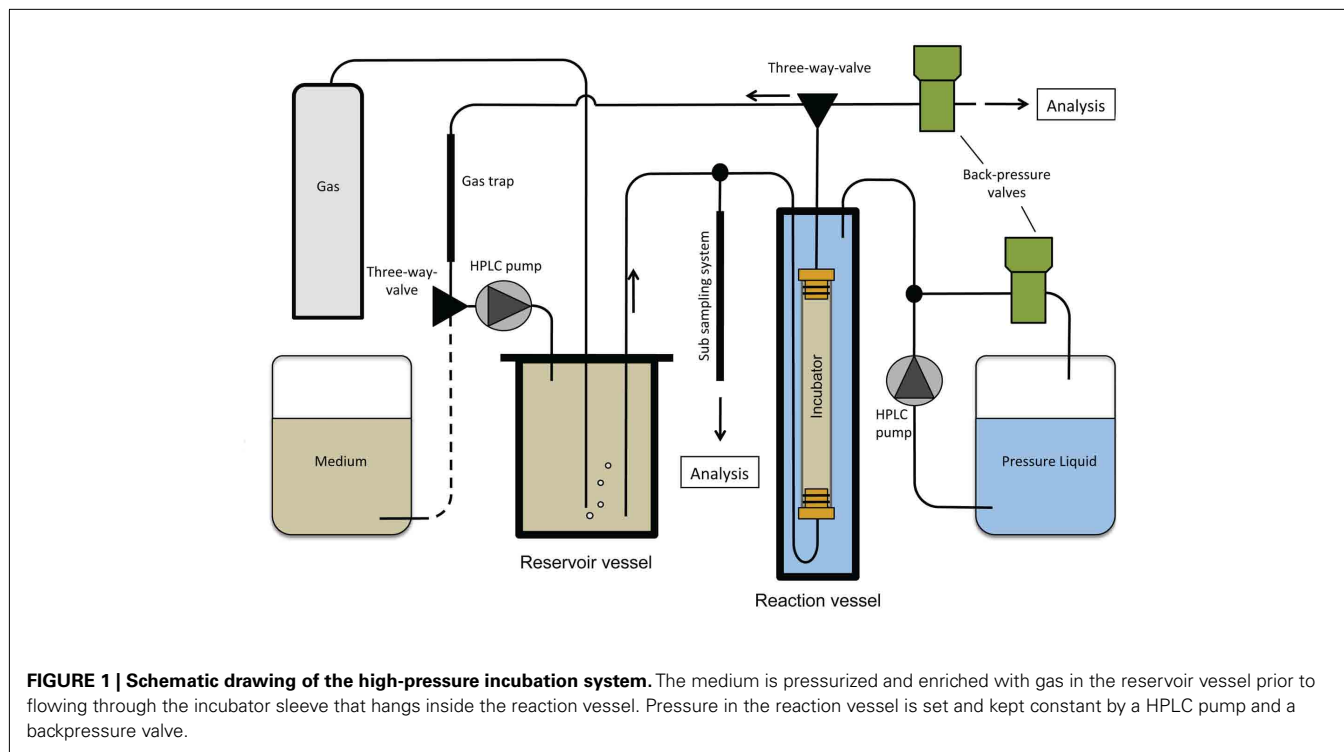 Three-way-valve
Analysis
Gas
Gas trap
Back-pressure
valves
Three-way-
valve
HPLC pump
Sub sampling system
Incubator
HPLC
pump
Medium
Analysis
Pressure Liquid
Reservoir vessel
Reaction vessel
FIGURE 1 | Schematic drawing of the high-pressure incubation system. The medium is pressurized and enriched with gas in the reservoir vessel prior to
flowing through the incubator sleeve that hangs inside the reaction vessel. Pressure in the reaction vessel is set and kept constant by a HPLC pump and a
backpressure valve.